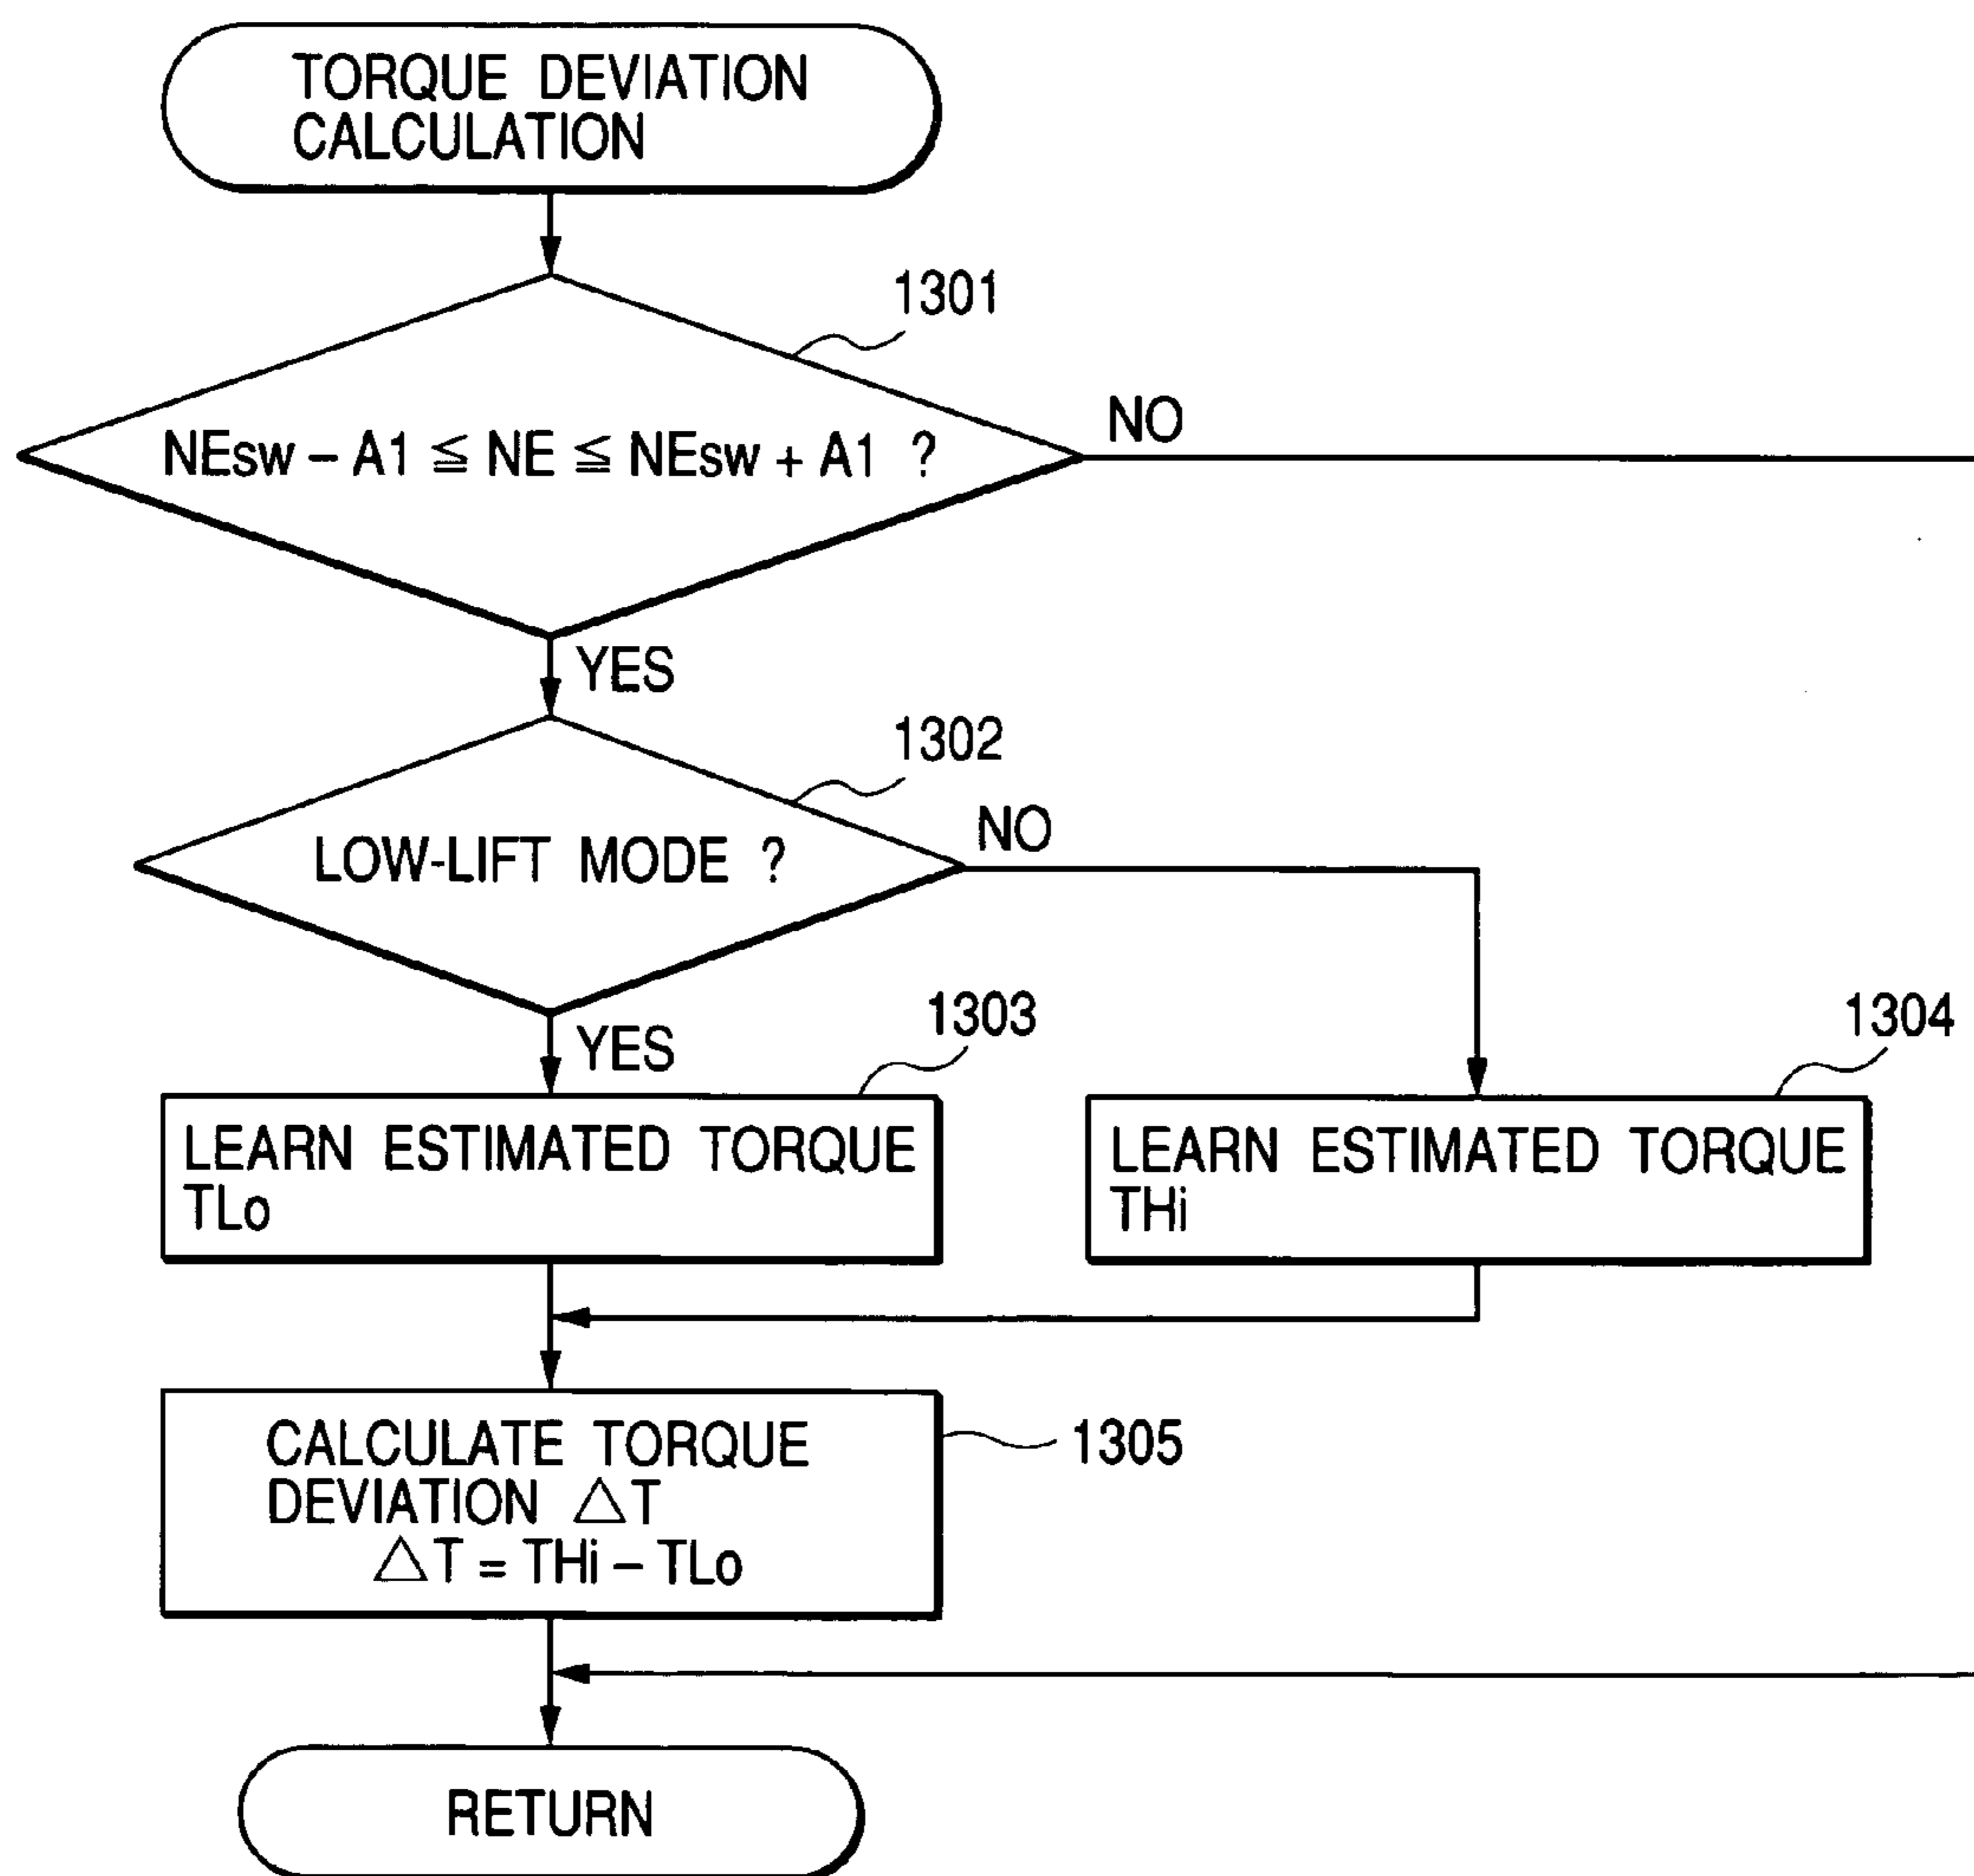 TORQUE DEVIATION
CALCULATION
1301
NEsw – A1 ≦ NE ≦ NEsw + A1 ?
NO
YES
1302
LOW-LIFT MODE ?
NO
YES
1303
1304
LEARN ESTIMATED TORQUE
TLo
LEARN ESTIMATED TORQUE
THi
CALCULATE TORQUE
DEVIATION △T
△T = THi – TLo
1305
RETURN